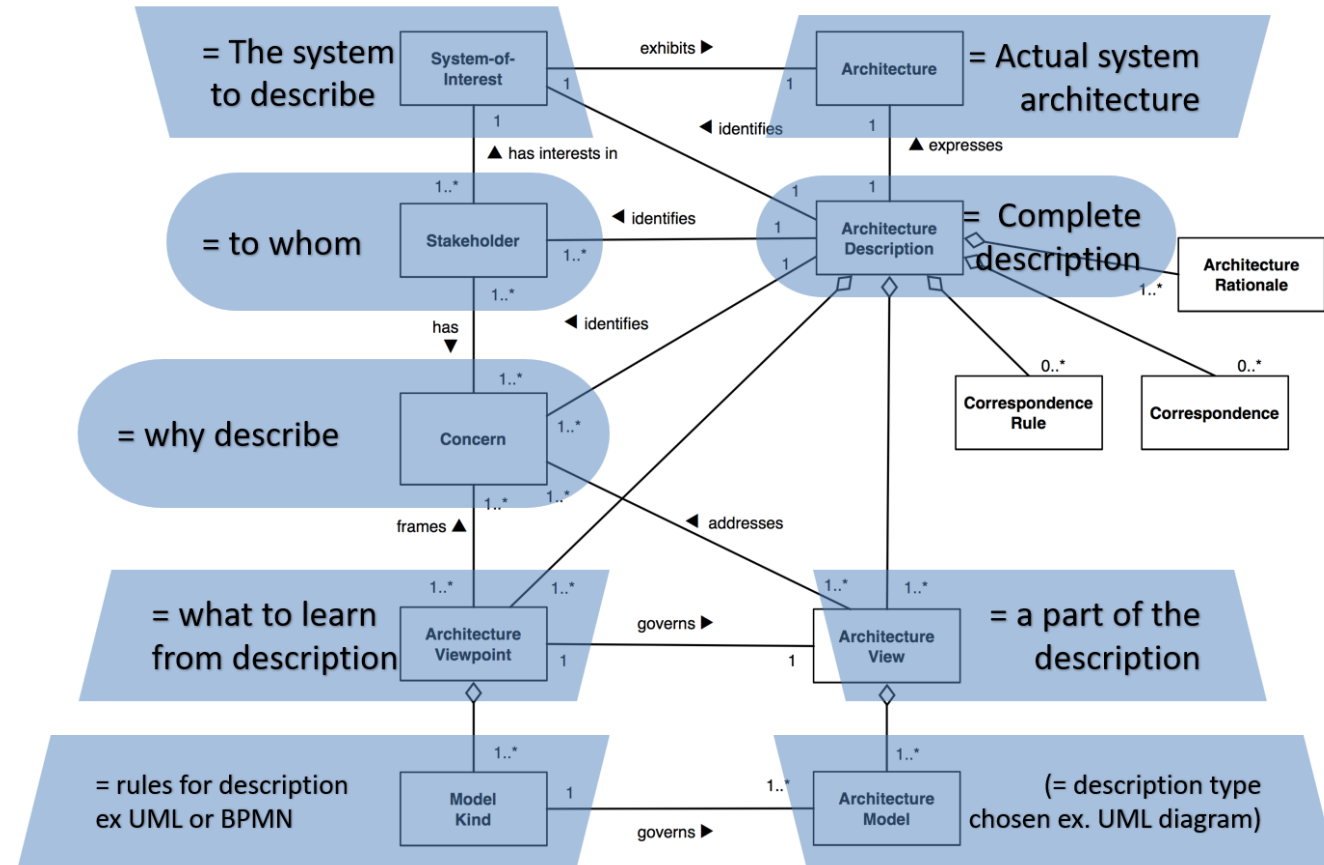 = The system
to describe
System-of-
Interest
exhibits ►
Architecture
= Actual system
architecture
1
1
1
◄ identifies
1
▲ has interests in
▲ expresses
1..*
1
1
= to whom
Stakeholder
◄ identifies
1..*
1
Architecture
Description
= Complete
description
1
1..*
Architecture
Rationale
1..*
has
▼
◄ identifies
1..*
0..*
0..*
= why describe
Concern
1..*
Correspondence
Rule
Correspondence
1..*
1..*
frames ▲
◄ addresses
1..*
1..*
1..*
1..*
= what to learn
from description
Architecture
Viewpoint
governs ►
1
1
Architecture
View
= a part of the
description
1..*
1..*
= rules for description
ex UML or BPMN
Model
Kind
1
governs ►
1..*
Architecture
Model
(= description type
chosen ex. UML diagram)